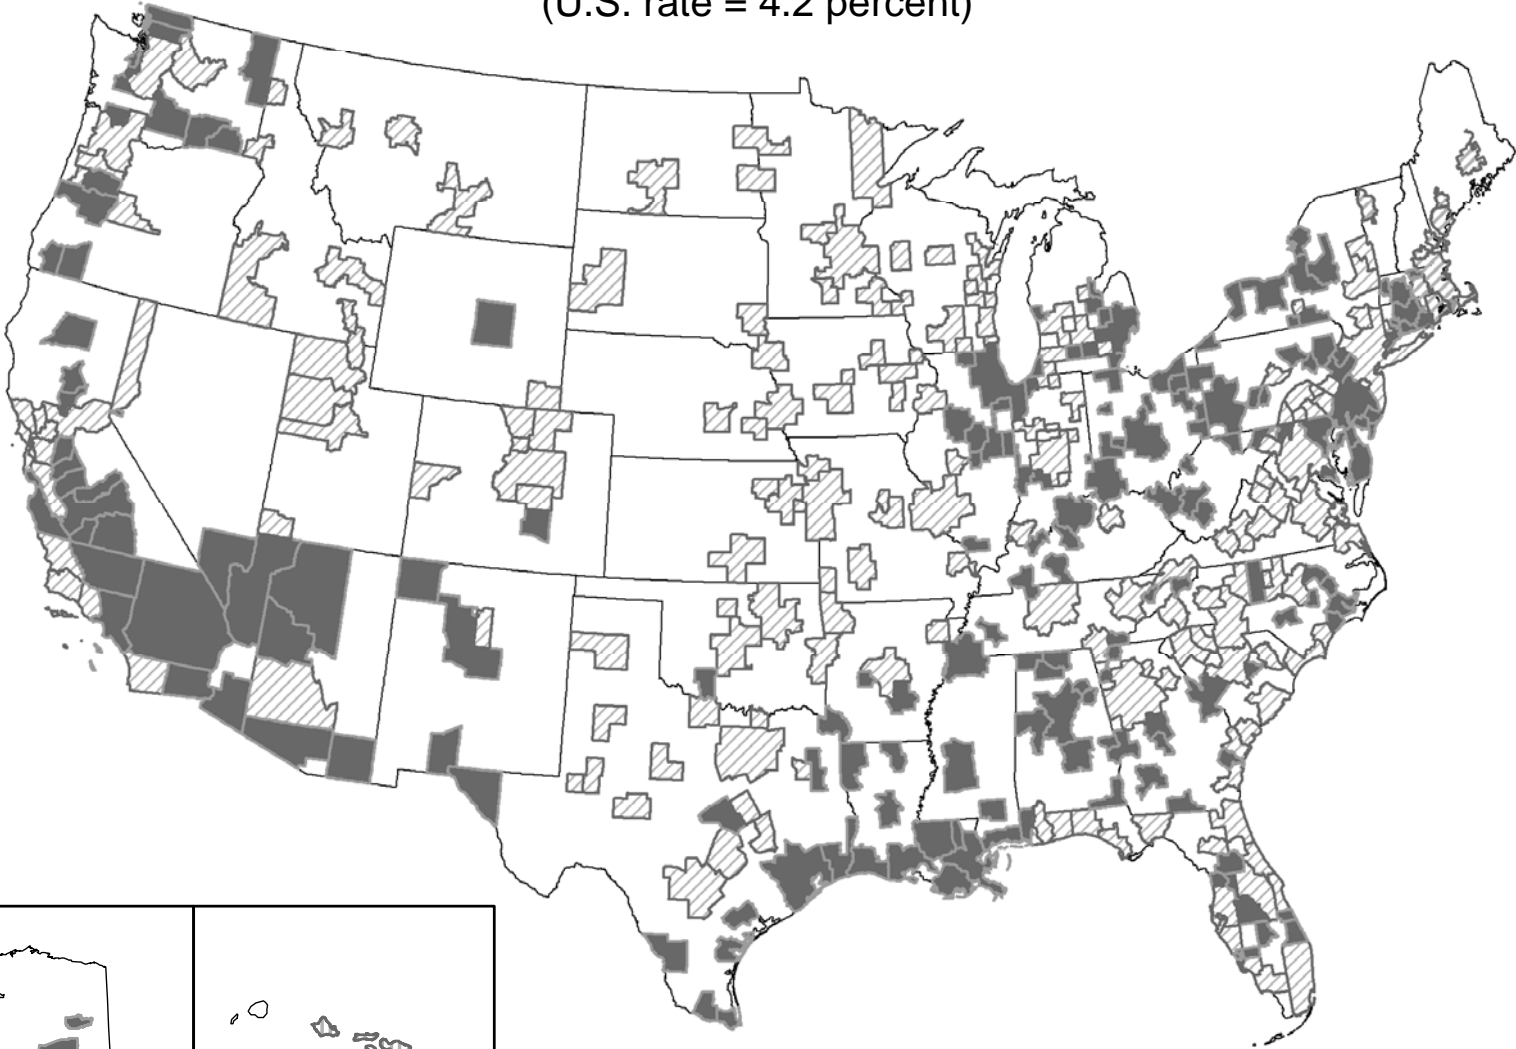 (U.S. rate = 4.2 percent)